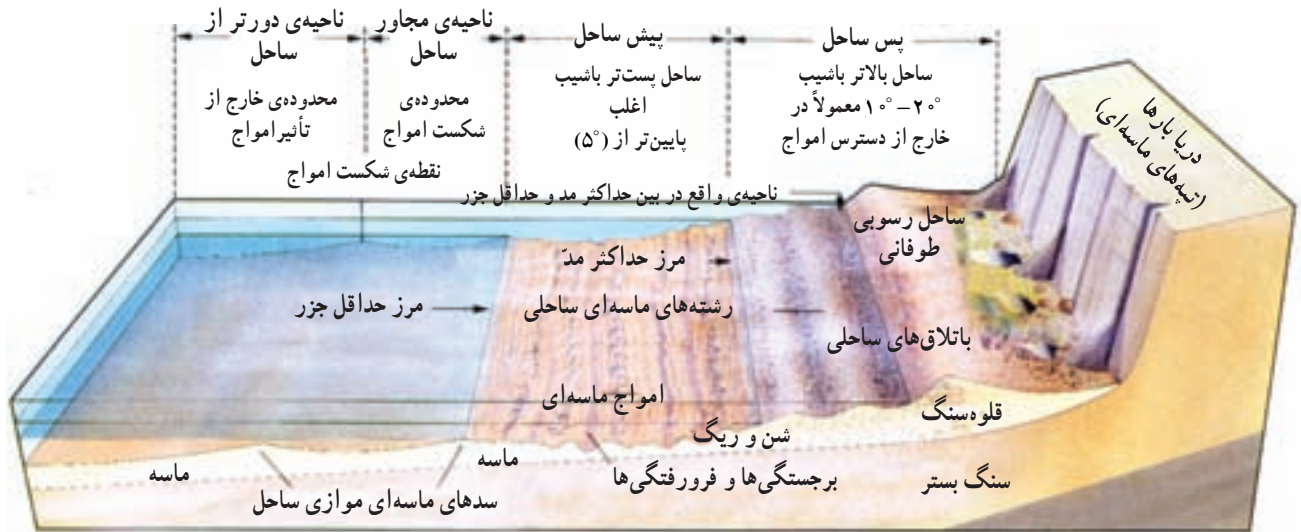 ناحیه‌ی دورتر از
ساحل
محدوده‌ی خارج از
تأثیر امواج
ناحیه‌ی مجاور
ساحل
محدوده‌ی
شکست امواج
نقطه‌ی شکست امواج
پیش ساحل
ساحل پست‌تر باشیب
اغلب
پایین‌تر از (۵°)
پس ساحل
ساحل بالاتر باشیب
۲۰° – ۱۰° معمولاً در
خارج از دسترس امواج
دریا بارها
(تپه‌های ماسه‌ای)
ناحیه‌ی واقع در بین حداکثر مد و حداقل جزر
ساحل رسوبی
طوفانی
مرز حداکثر مدّ
مرز حداقل جزر
رشته‌های ماسه‌ای ساحلی
باتلاق‌های ساحلی
امواج ماسه‌ای
قلوه‌سنگ
شن و ریگ
ماسه
ماسه
برجستگی‌ها و فرورفتگی‌ها
سنگ بستر
سدهای ماسه‌ای موازی ساحل